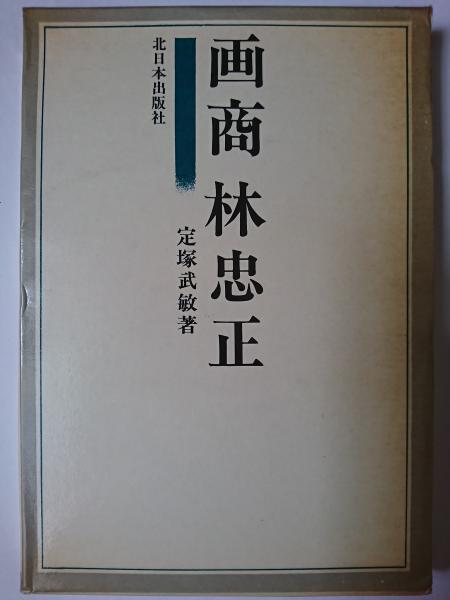 画商 林忠正
定塚武敏著
北日本出版社